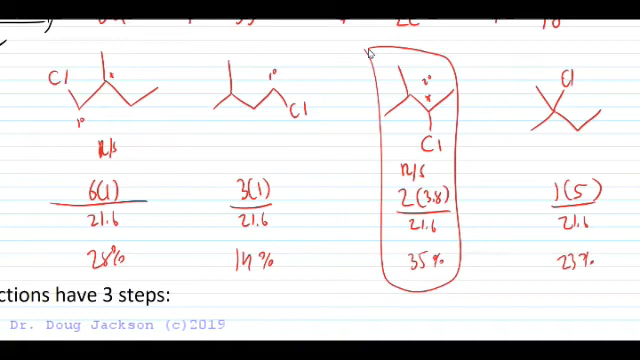 Cl * 1° Cl 2° * Cl
1° Cl
R/S R/S
6(1) 3(1) 2(3.8) 1(5)
21.6 21.6 21.6 21.6
28% 14% 35% 23%
ctions have 3 steps:
Dr. Doug Jackson (c)2019